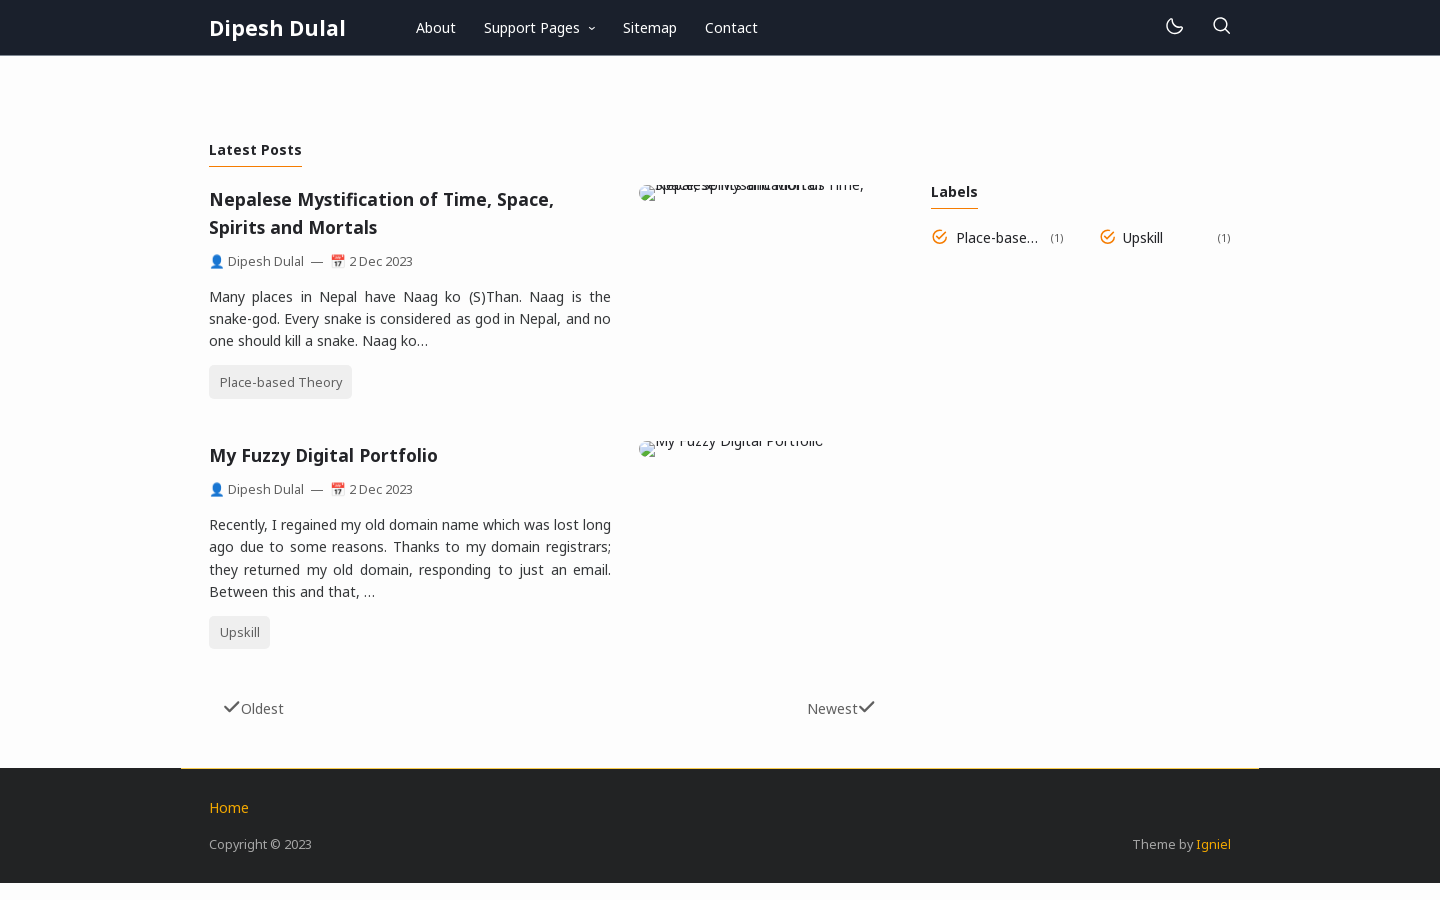 Dipesh Dulal
About
Support Pages
Sitemap
Contact
Latest Posts
Nepalese Mystification of Time, Space,
Spirits and Mortals
Dipesh Dulal — 2 Dec 2023
Many places in Nepal have Naag ko (S)Than. Naag is the
snake-god. Every snake is considered as god in Nepal, and no
one should kill a snake. Naag ko…
Place-based Theory
Labels
Place-base… (1)
Upskill (1)
My Fuzzy Digital Portfolio
Dipesh Dulal — 2 Dec 2023
Recently, I regained my old domain name which was lost long
ago due to some reasons. Thanks to my domain registrars;
they returned my old domain, responding to just an email.
Between this and that, …
Upskill
My Fuzzy Digital Portfolio
Oldest
Newest
Home
Copyright © 2023
Theme by Igniel